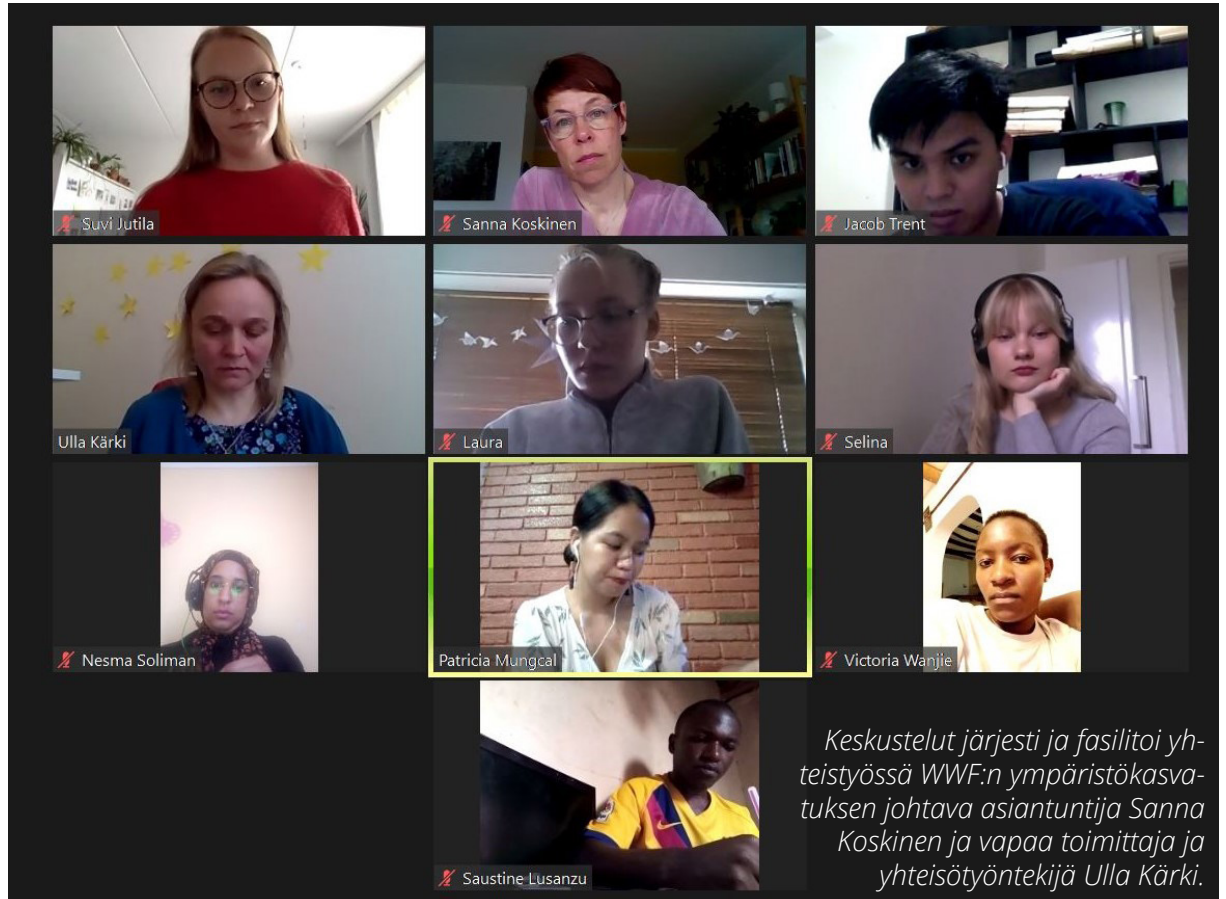 Suvi Jutila
Sanna Koskinen
Jacob Trent
Ulla Kärki
Laura
Selina
Nesma Soliman
Patricia Mungcal
Victoria Wanjie
Saustine Lusanzu
Keskustelut järjesti ja fasilitoi yh-
teistyössä WWF:n ympäristökasva-
tuksen johtava asiantuntija Sanna
Koskinen ja vapaa toimittaja ja
yhteisötyöntekijä Ulla Kärki.